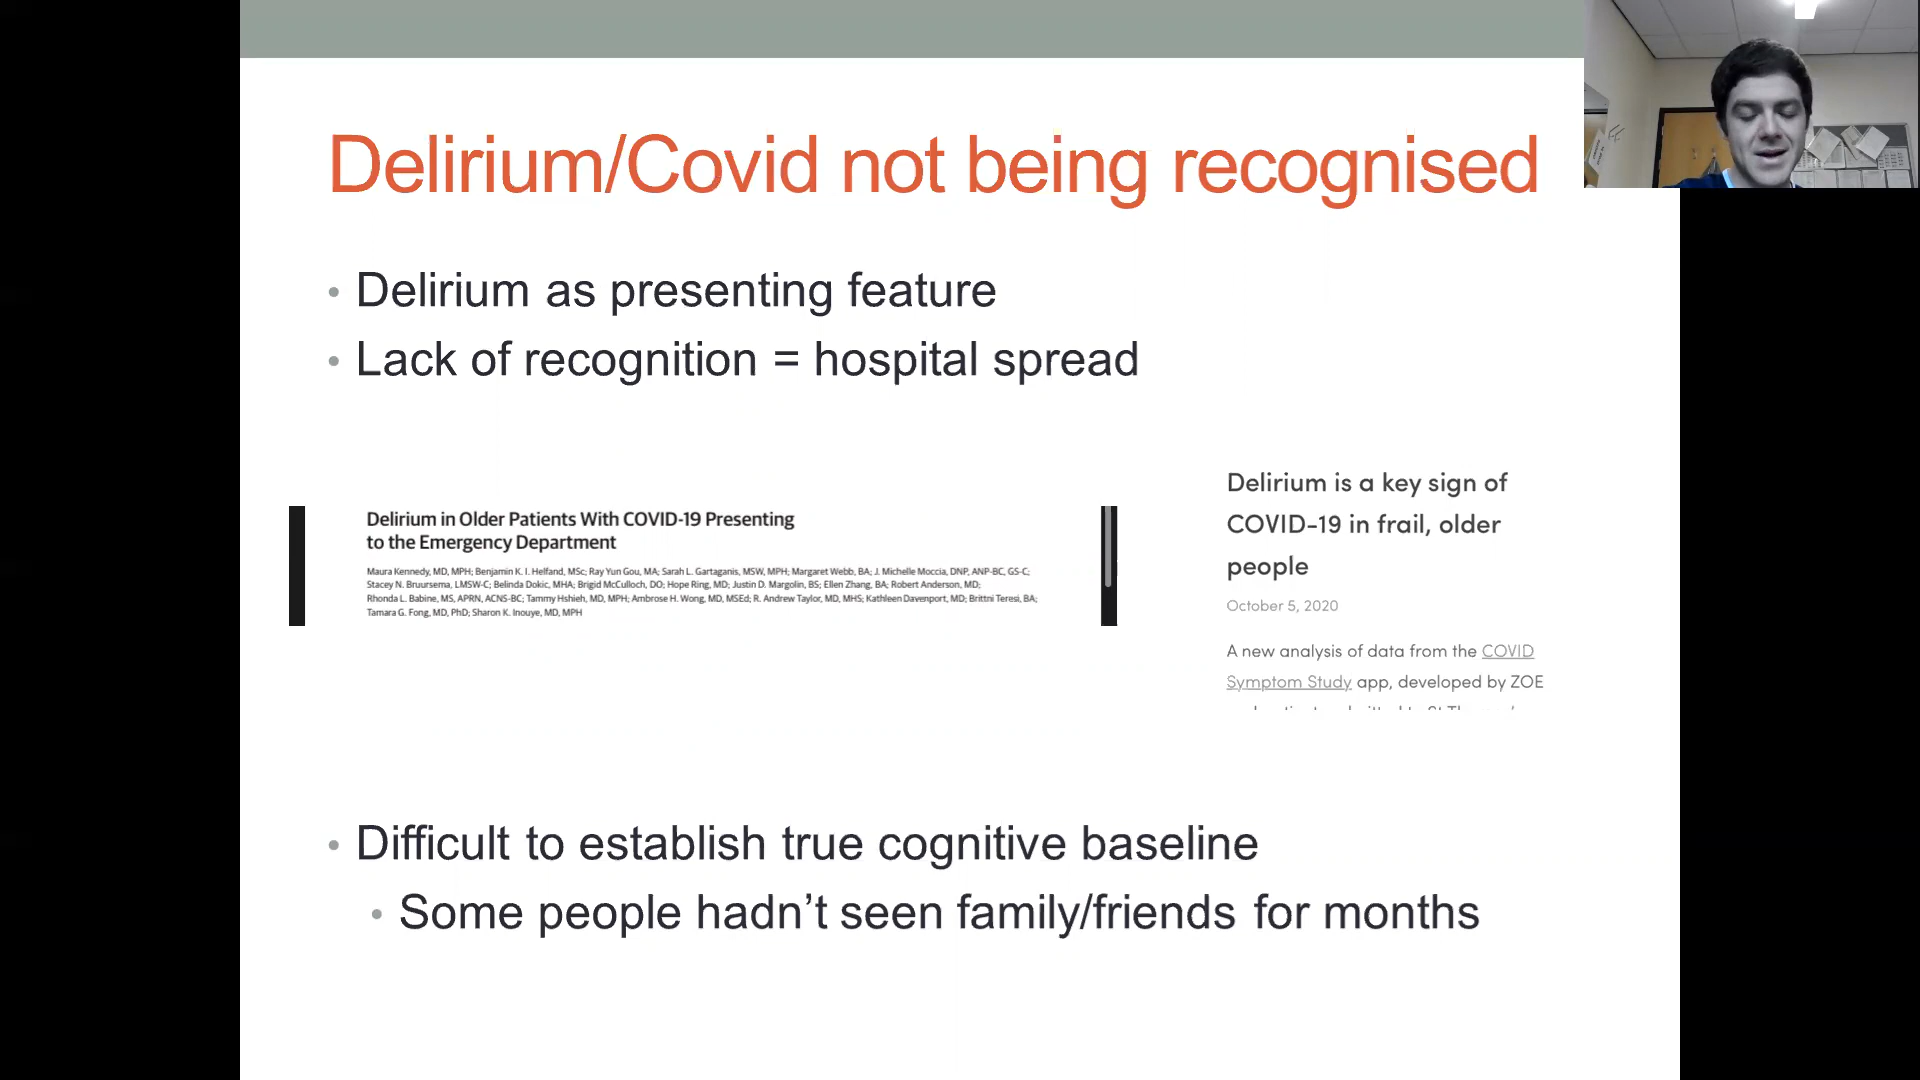 Delirium/Covid not being recognised
• Delirium as presenting feature
• Lack of recognition = hospital spread
Delirium in Older Patients With COVID-19 Presenting
to the Emergency Department
Maura Kennedy, MD, MPH; Benjamin K. I. Helfand, MSc; Ray Yun Gou, MA; Sarah L. Gartaganis, MSW, MPH; Margaret Webb, BA; J. Michelle Moccia, DNP, ANP-BC, GS-C;
Stacey N. Bruursema, LMSW-C; Belinda Dokic, MHA; Brigid McCulloch, DO; Hope Ring, MD; Justin D. Margolin, BS; Ellen Zhang, BA; Robert Anderson, MD;
Rhonda L. Babine, MS, APRN, ACNS-BC; Tammy Hshieh, MD, MPH; Ambrose H. Wong, MD, MSEd; R. Andrew Taylor, MD, MHS; Kathleen Davenport, MD; Brittni Teresi, BA;
Tamara G. Fong, MD, PhD; Sharon K. Inouye, MD, MPH
Delirium is a key sign of
COVID-19 in frail, older
people
October 5, 2020
A new analysis of data from the COVID
Symptom Study app, developed by ZOE
• Difficult to establish true cognitive baseline
• Some people hadn't seen family/friends for months